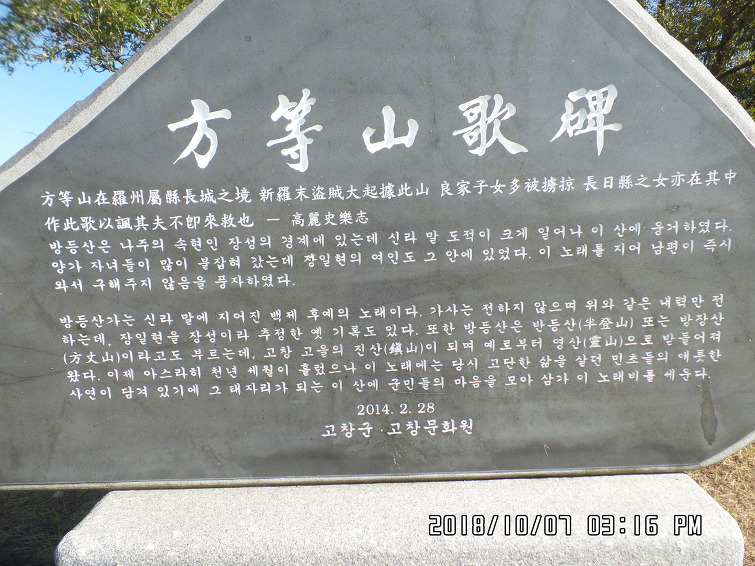 方等山歌碑
方等山在羅州屬縣長城之境 新羅末盜賊大起據此山 良家子女多被擄掠 長日縣之女亦在其中
作此歌以諷其夫不卽來救也 - 高麗史樂志
방등산은 나주의 속현인 장성의 경계에 있는데 신라 말 도적이 크게 일어나 이 산에 웅거하였다.
양가 자녀들이 많이 붙잡혀 갔는데 장일현의 여인도 그 안에 있었다. 이 노래를 지어 남편이 즉시
와서 구해주지 않음을 풍자하였다.
방등산가는 신라 말에 지어진 백제 후예의 노래이다. 가사는 전하지 않으며 위와 같은 내력만 전
하는데, 장일현을 장성이라 추정한 옛 기록도 있다. 또한 방등산은 반등산(半登山) 또는 방장산
(方丈山)이라고도 부르는데, 고창 고을의 진산(鎭山)이 되며 예로부터 영산(靈山)으로 받들어져
왔다. 이제 아스라히 천년 세월이 흘렀으나 이 노래에는 당시 고단한 삶을 살던 민초들의 애틋한
사연이 담겨 있기에 그 태자리가 되는 이 산에 군민들의 마음을 모아 삼가 이 노래비를 세운다.
2014. 2. 28
고창군 · 고창문화원
2018/10/07 03:16 PM